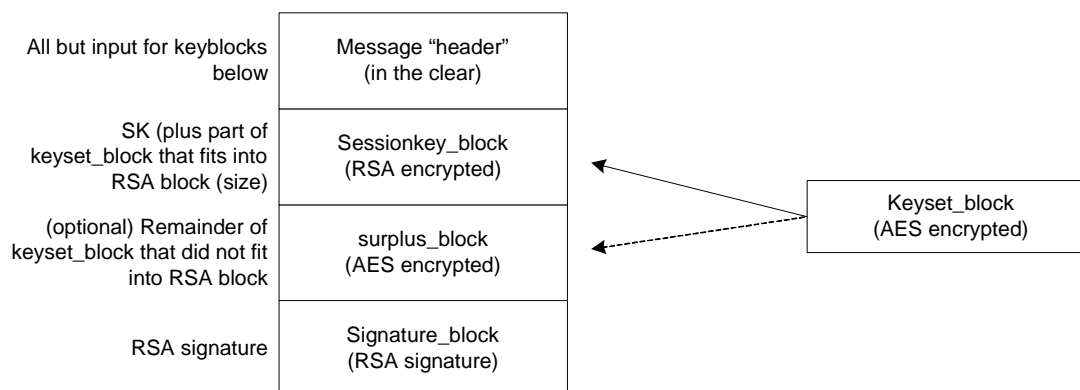 All but input for keyblocks
below
Message “header”
(in the clear)
SK (plus part of
keyset_block that fits into
RSA block (size)
Sessionkey_block
(RSA encrypted)
(optional) Remainder of
keyset_block that did not fit
into RSA block
surplus_block
(AES encrypted)
RSA signature
Signature_block
(RSA signature)
Keyset_block
(AES encrypted)